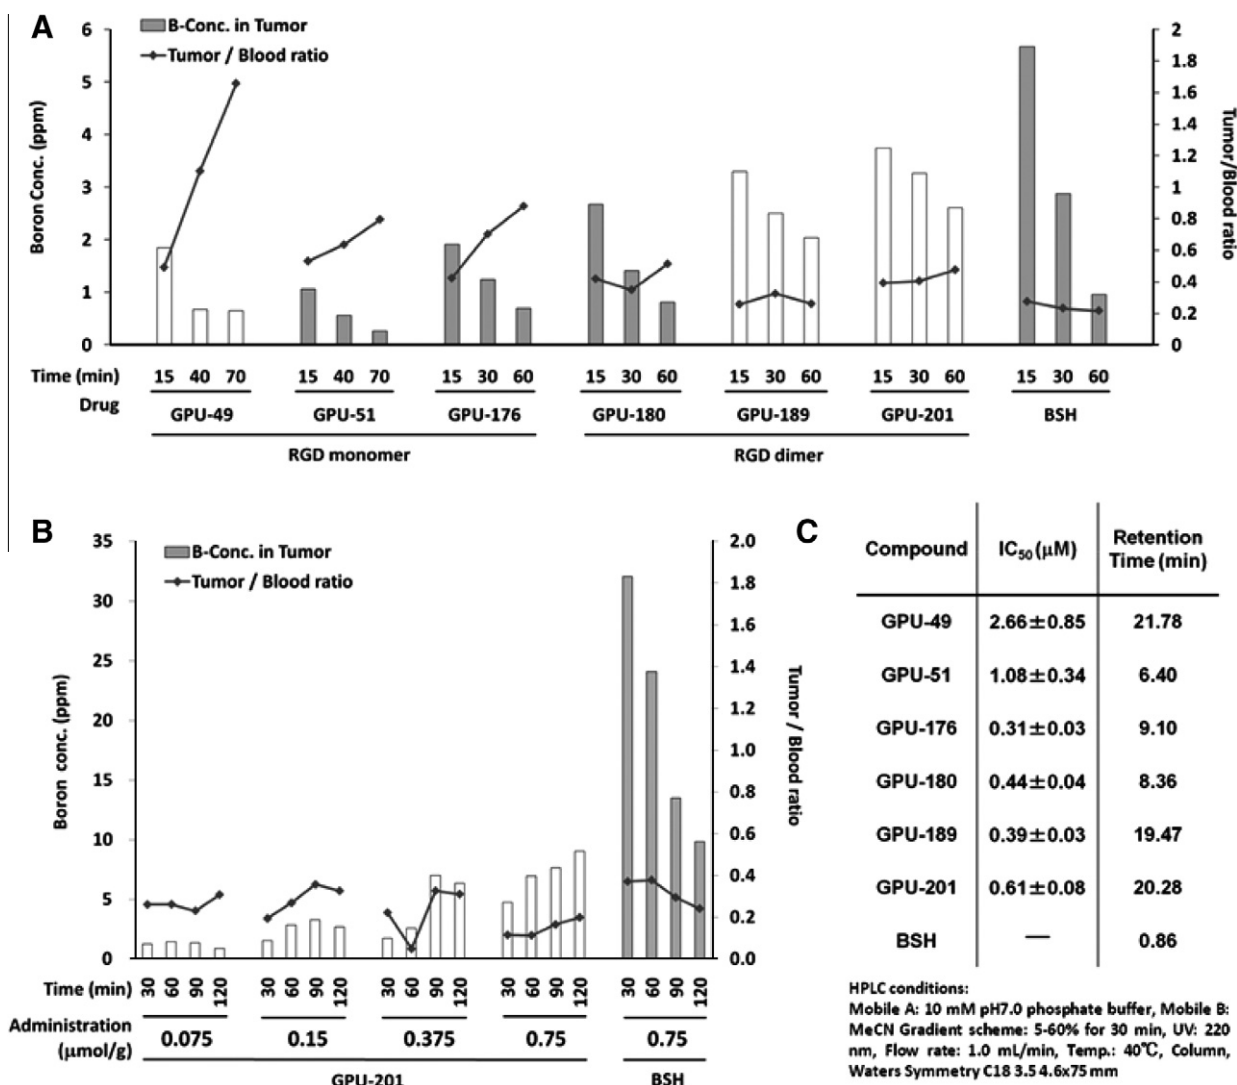 A
B-Conc. in Tumor
Tumor / Blood ratio
6
5
4
3
2
1
0
Boron Conc. (ppm)
2
1.8
1.6
1.4
1.2
1
0.8
0.6
0.4
0.2
0
Tumor/Blood ratio
Time (min) 15 40 70 15 40 70 15 30 60 15 30 60 15 30 60 15 30 60 15 30 60
Drug GPU-49 GPU-51 GPU-176 GPU-180 GPU-189 GPU-201 BSH
RGD monomer RGD dimer
B
B-Conc. in Tumor
Tumor / Blood ratio
35
30
25
20
15
10
5
0
Boron conc. (ppm)
2.0
1.8
1.6
1.4
1.2
1.0
0.8
0.6
0.4
0.2
0.0
Tumor / Blood ratio
Time (min) 30 60 90 120 30 60 90 120 30 60 90 120 30 60 90 120 30 60 90 120
Administration
(μmol/g) 0.075 0.15 0.375 0.75 0.75
GPU-201 BSH
C
Compound IC50 (μM) Retention
Time (min)
GPU-49 2.66±0.85 21.78
GPU-51 1.08±0.34 6.40
GPU-176 0.31±0.03 9.10
GPU-180 0.44±0.04 8.36
GPU-189 0.39±0.03 19.47
GPU-201 0.61±0.08 20.28
BSH — 0.86
HPLC conditions:
Mobile A: 10 mM pH7.0 phosphate buffer, Mobile B:
MeCN Gradient scheme: 5-60% for 30 min, UV: 220
nm, Flow rate: 1.0 mL/min, Temp.: 40℃, Column,
Waters Symmetry C18 3.5 4.6x75 mm